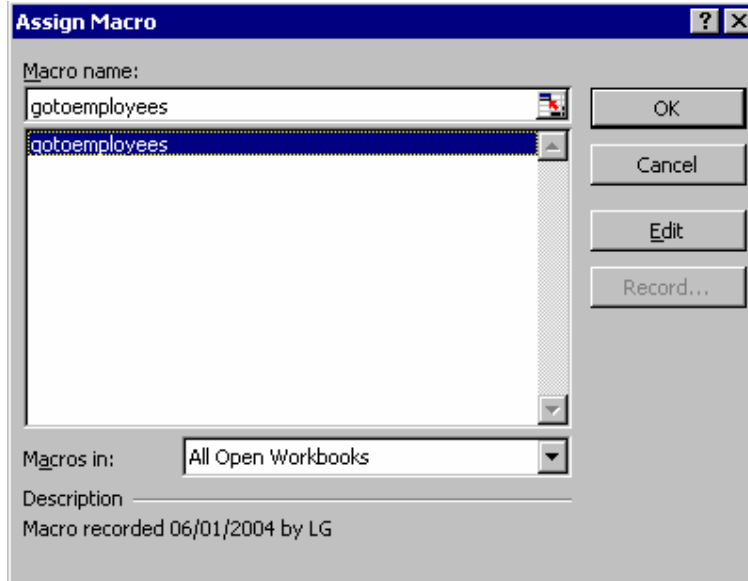 Assign Macro
Macro name:
gotoemployees
gotoemployees
OK
Cancel
Edit
Record...
Macros in:
All Open Workbooks
Description
Macro recorded 06/01/2004 by LG